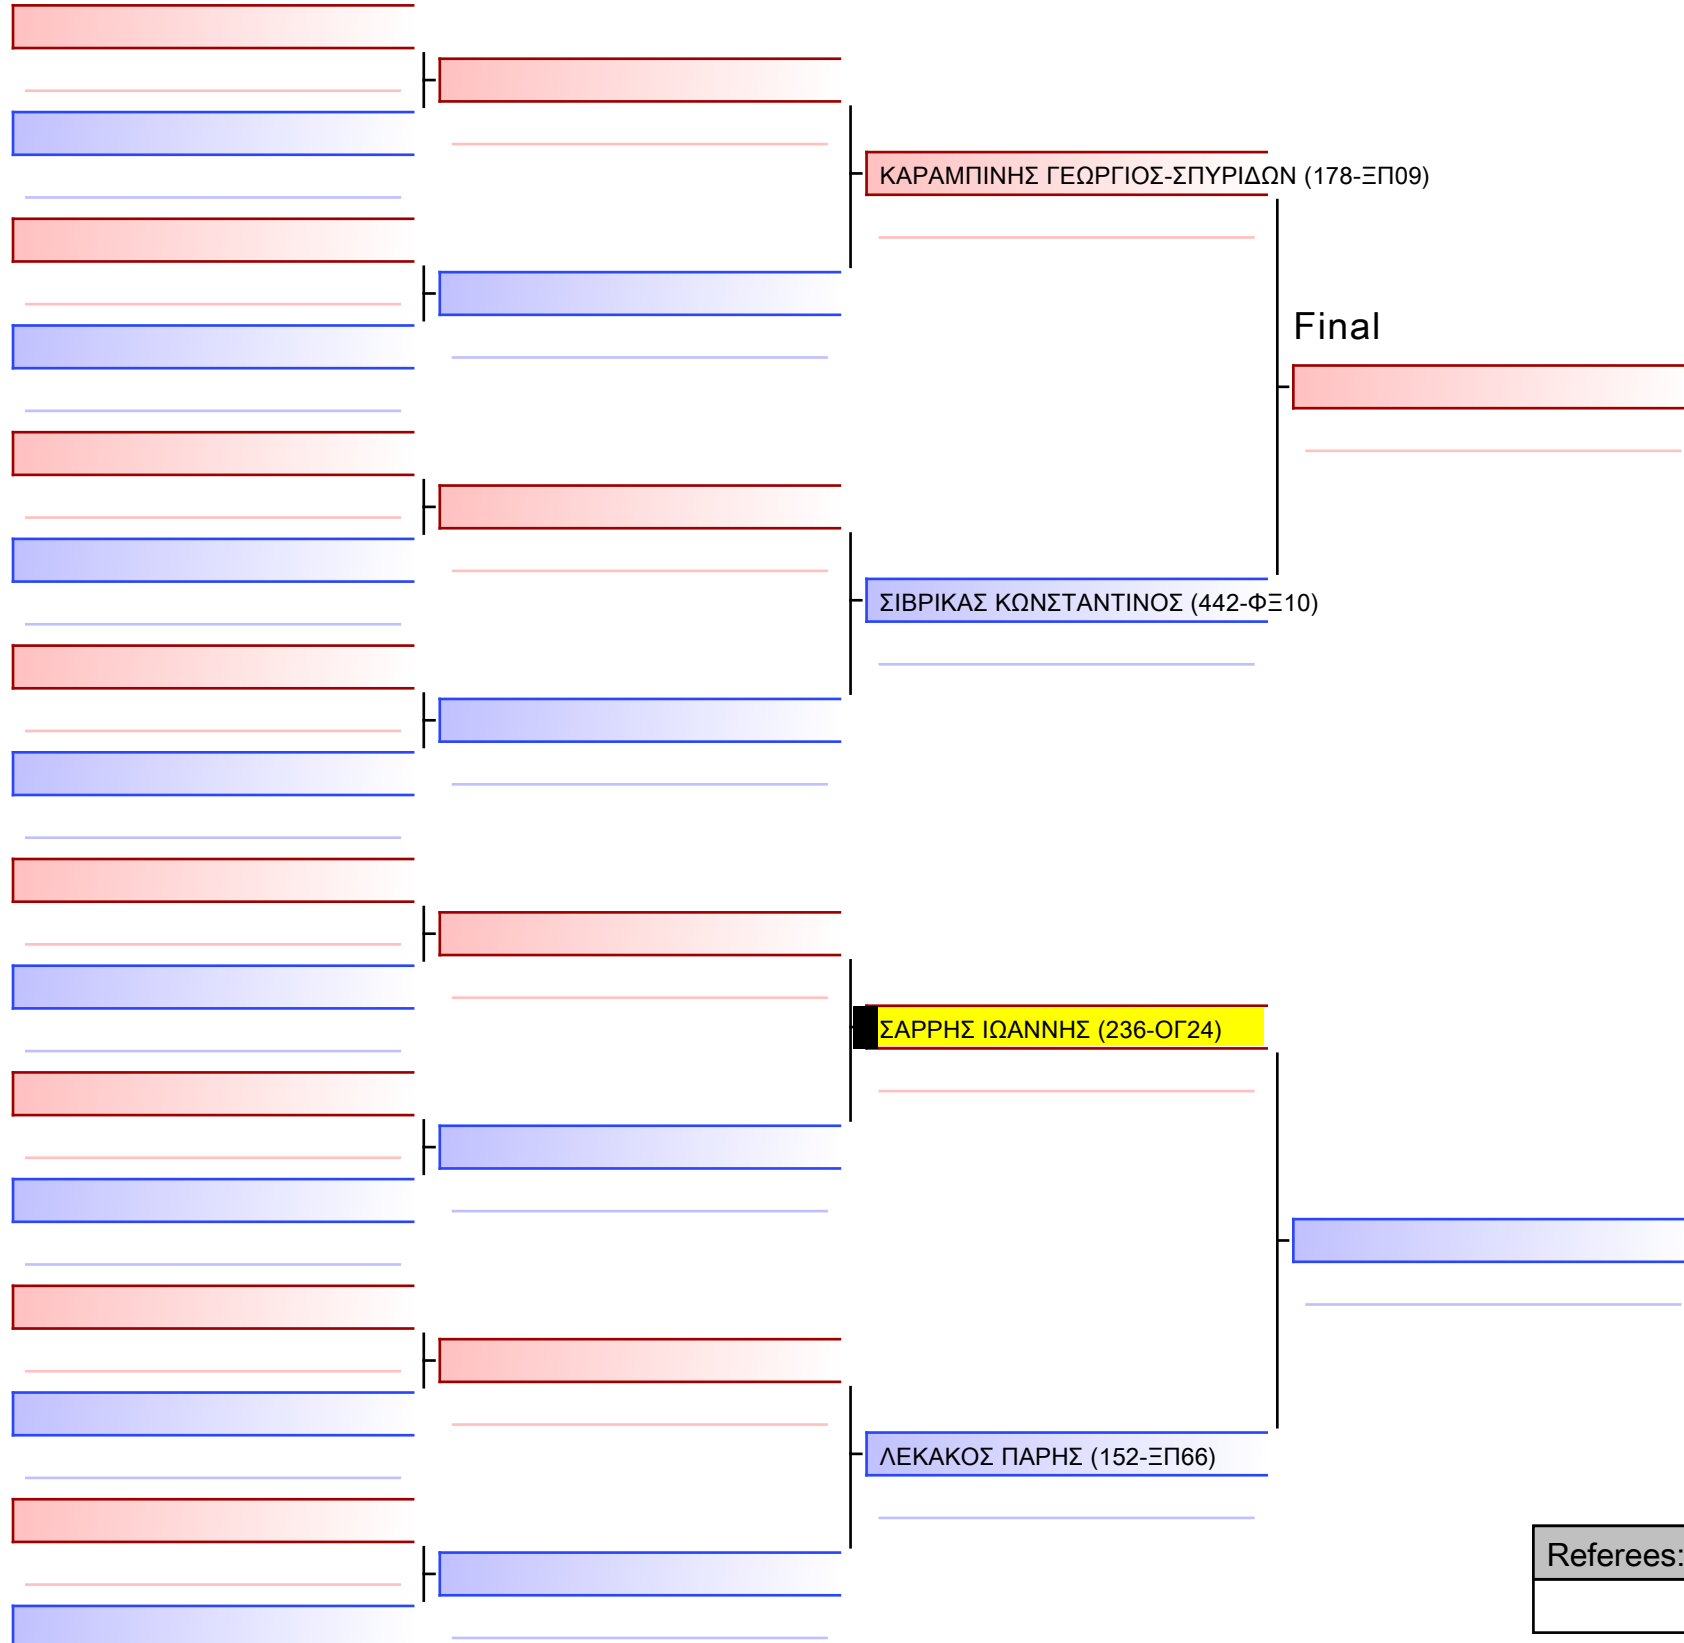 ΚΑΡΑΜΠΙΝΗΣ ΓΕΩΡΓΙΟΣ-ΣΠΥΡΙΔΩΝ (178-ΞΠ09)
Final
ΣΙΒΡΙΚΑΣ ΚΩΝΣΤΑΝΤΙΝΟΣ (442-ΦΞ10)
ΣΑΡΡΗΣ ΙΩΑΝΝΗΣ (236-ΟΓ24)
ΛΕΚΑΚΟΣ ΠΑΡΗΣ (152-ΞΠ66)
Referees: